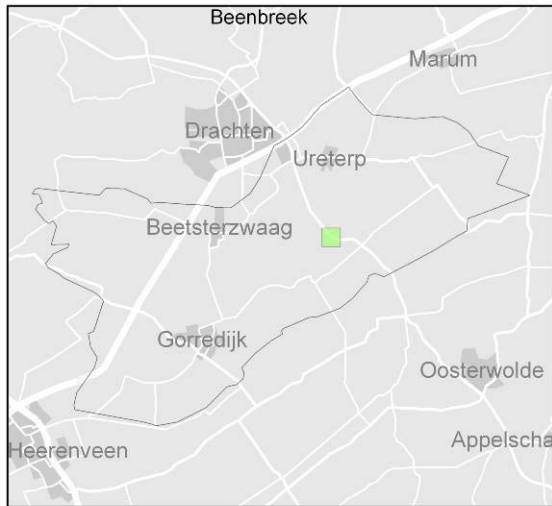 Beenbreek
Marum
Drachten
Ureterp
Beetsterzwaag
Gorredijk
Oosterwolde
Heerenveen
Appelscha